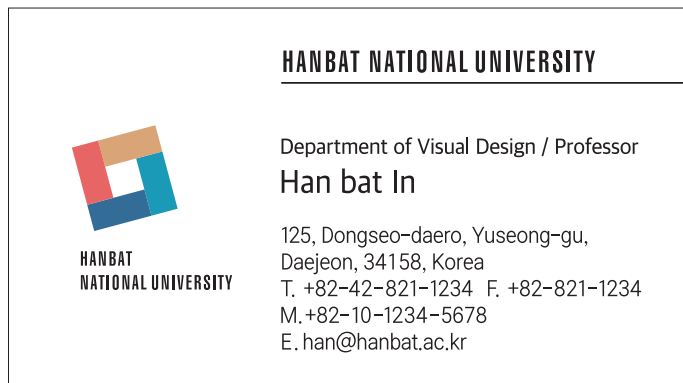 HANBAT NATIONAL UNIVERSITY
Department of Visual Design / Professor
Han bat In
125, Dongseo-daero, Yuseong-gu,
Daejeon, 34158, Korea
T. +82-42-821-1234 F. +82-821-1234
M.+82-10-1234-5678
E. han@hanbat.ac.kr
HANBAT
NATIONAL UNIVERSITY